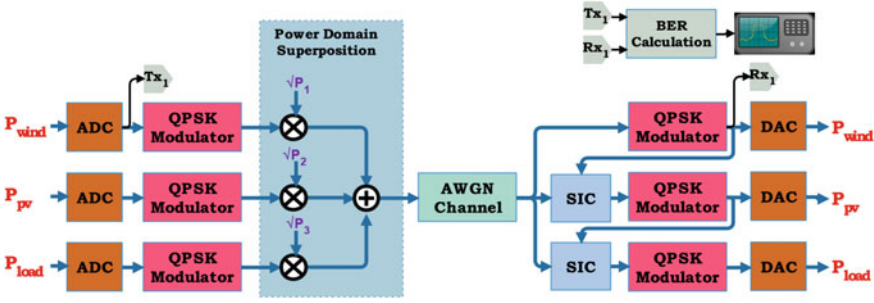 Power Domain
Superposition
Tx1
BER
Calculation
Rx1
Tx1
Rx1
√P1
Pwind
ADC
QPSK
Modulator
QPSK
Modulator
DAC
Pwind
√P2
AWGN
Channel
Ppv
ADC
QPSK
Modulator
SIC
QPSK
Modulator
DAC
Ppv
√P3
Pload
ADC
QPSK
Modulator
SIC
QPSK
Modulator
DAC
Pload